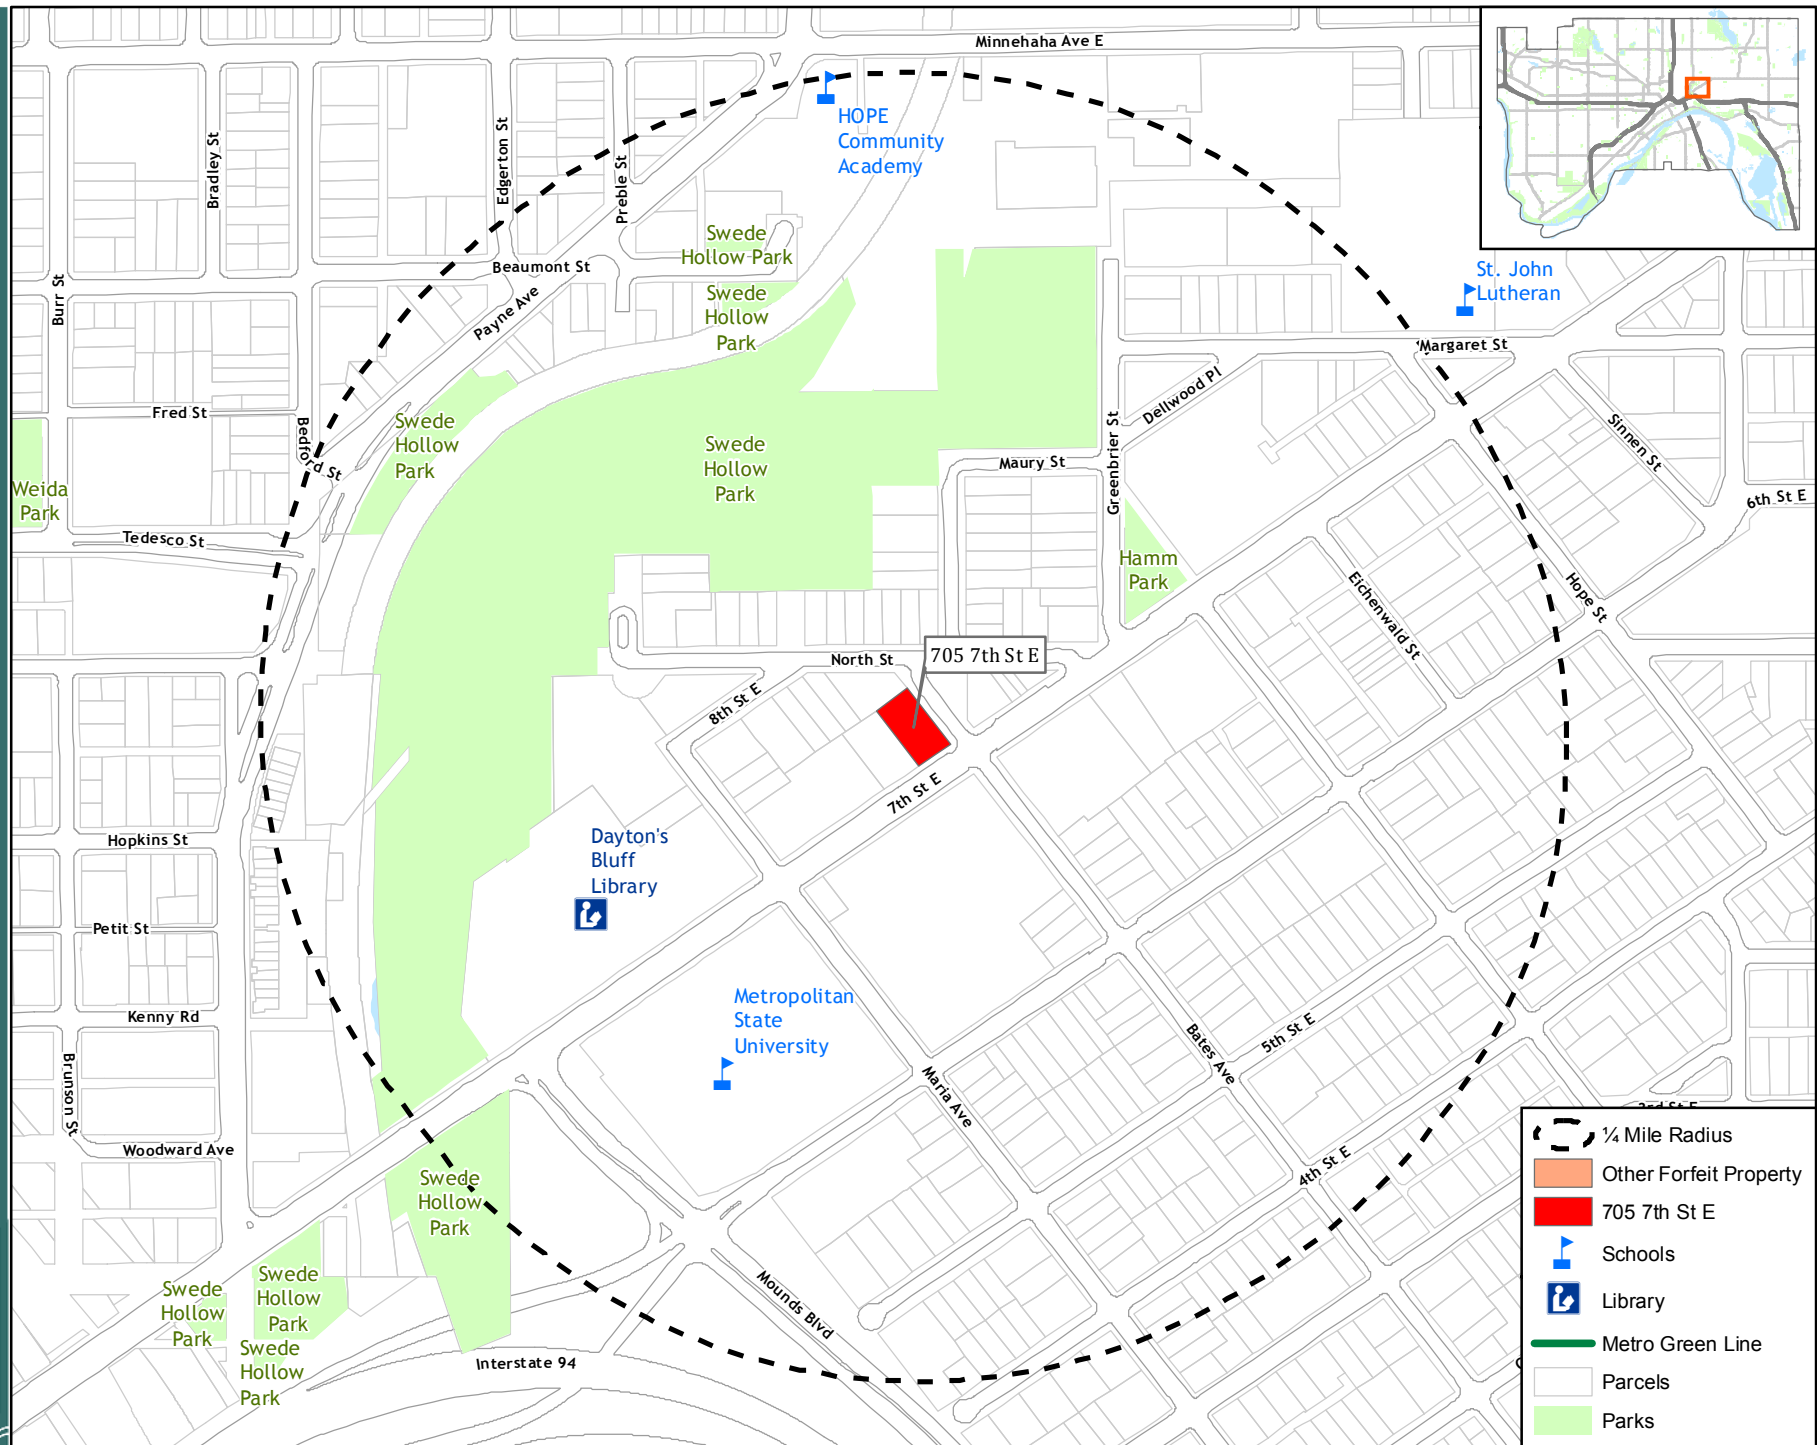 Minnehaha Ave E
HOPE
Community
Academy
Bradley St
Edgerton St
Preble St
Swede
Hollow Park
Beaumont St
Burr St
Payne Ave
Swede
Hollow
Park
St. John
Lutheran
Margaret St
Dellwood Pl
Fred St
Bedford St
Swede
Hollow
Park
Swede
Hollow
Park
Greenbrier St
Maury St
Sinnen St
6th St E
Weida
Park
Tedesco St
Hamm
Park
Eichenwald St
Hope St
North St
705 7th St E
8th St E
7th St E
Hopkins St
Dayton's
Bluff
Library
Petit St
Metropolitan
State
University
Kenny Rd
Bates Ave
5th St E
Brunson St
Maria Ave
Woodward Ave
4th St E
3rd St E
Swede
Hollow
Park
Swede
Hollow
Park
Swede
Hollow
Park
Swede
Hollow
Park
Mounds Blvd
Interstate 94
¼ Mile Radius
Other Forfeit Property
705 7th St E
Schools
Library
Metro Green Line
Parcels
Parks